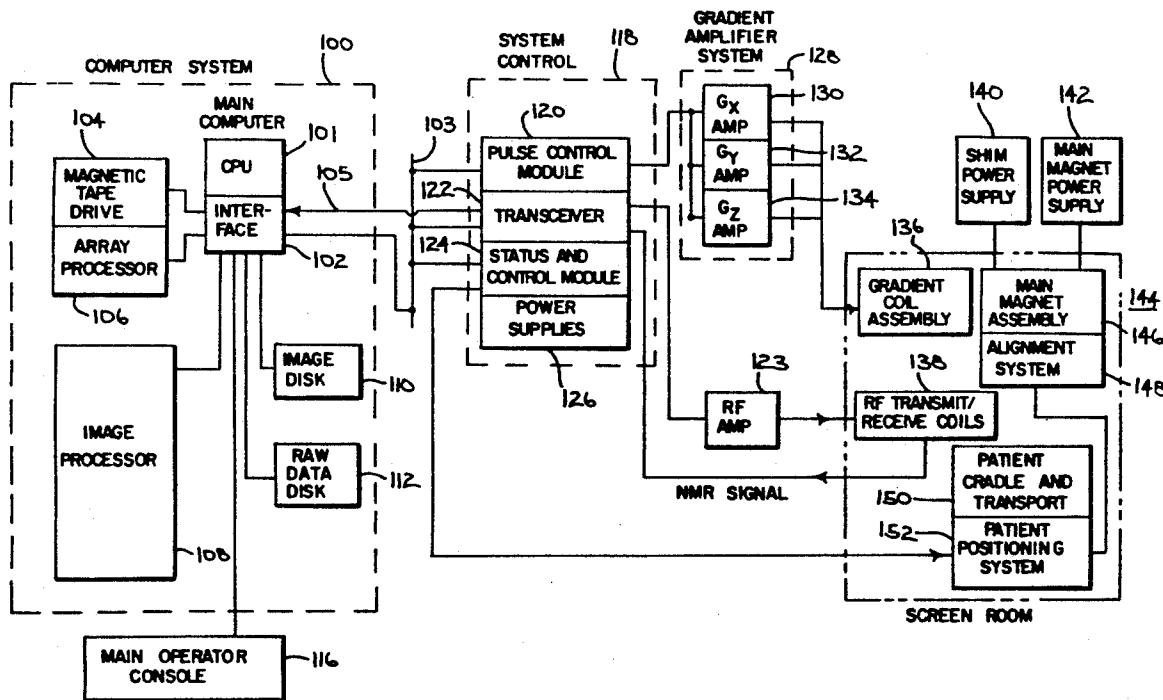 COMPUTER SYSTEM
100
MAIN
COMPUTER
104
101
MAGNETIC
TAPE
DRIVE
CPU
105
INTER-
FACE
ARRAY
PROCESSOR
102
106
IMAGE
PROCESSOR
108
IMAGE
DISK
110
RAW
DATA
DISK
112
MAIN OPERATOR
CONSOLE
116
103
SYSTEM
CONTROL
118
120
PULSE CONTROL
MODULE
122
TRANSCEIVER
124
STATUS AND
CONTROL MODULE
POWER
SUPPLIES
126
GRADIENT
AMPLIFIER
SYSTEM
128
GX
AMP
130
GY
AMP
132
GZ
AMP
134
123
RF
AMP
NMR SIGNAL
140
SHIM
POWER
SUPPLY
142
MAIN
MAGNET
POWER
SUPPLY
136
GRADIENT
COIL
ASSEMBLY
MAIN
MAGNET
ASSEMBLY
144
146
ALIGNMENT
SYSTEM
148
138
RF TRANSMIT/
RECEIVE COILS
PATIENT
CRADLE AND
TRANSPORT
150
152
PATIENT
POSITIONING
SYSTEM
SCREEN ROOM